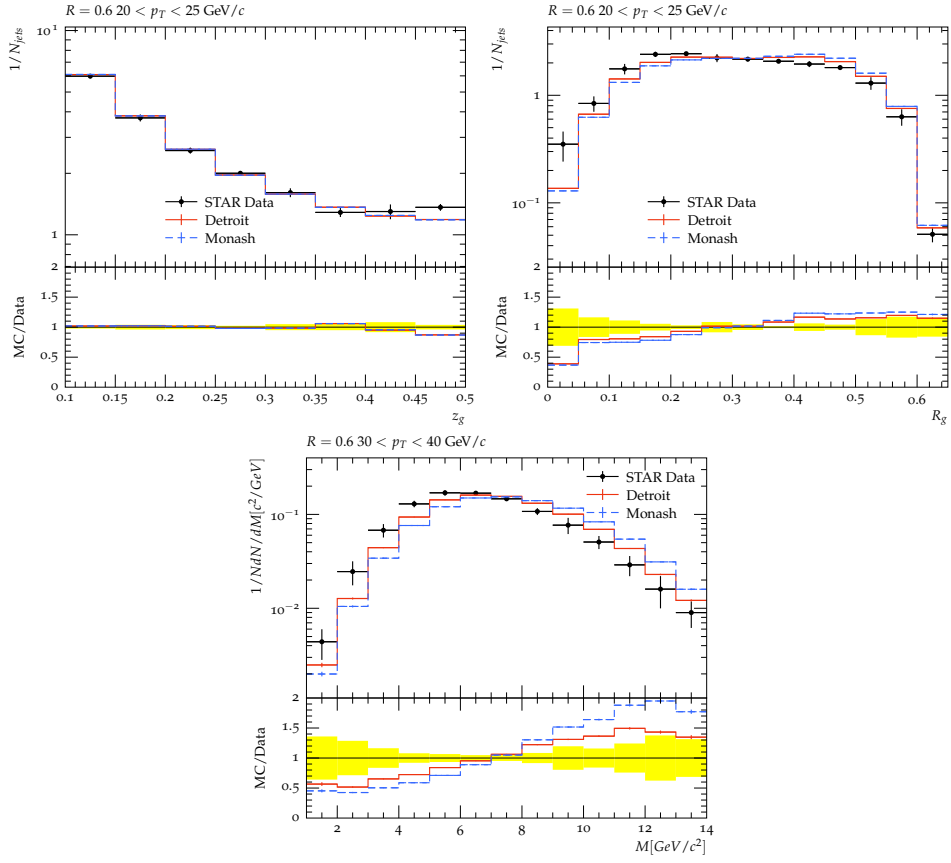 R = 0.6 20 < p_T < 25 GeV/c
1/N_jets
10^1
1
STAR Data
Detroit
Monash
MC/Data
2
1.5
1
0.5
0
0.1 0.15 0.2 0.25 0.3 0.35 0.4 0.45 0.5
z_g
R = 0.6 20 < p_T < 25 GeV/c
1/N_jets
1
10^−1
STAR Data
Detroit
Monash
MC/Data
2
1.5
1
0.5
0
0 0.1 0.2 0.3 0.4 0.5 0.6
R_g
R = 0.6 30 < p_T < 40 GeV/c
1/NdN/dM[c^2/GeV]
10^−1
10^−2
STAR Data
Detroit
Monash
MC/Data
2
1.5
1
0.5
0
2 4 6 8 10 12 14
M[GeV/c^2]